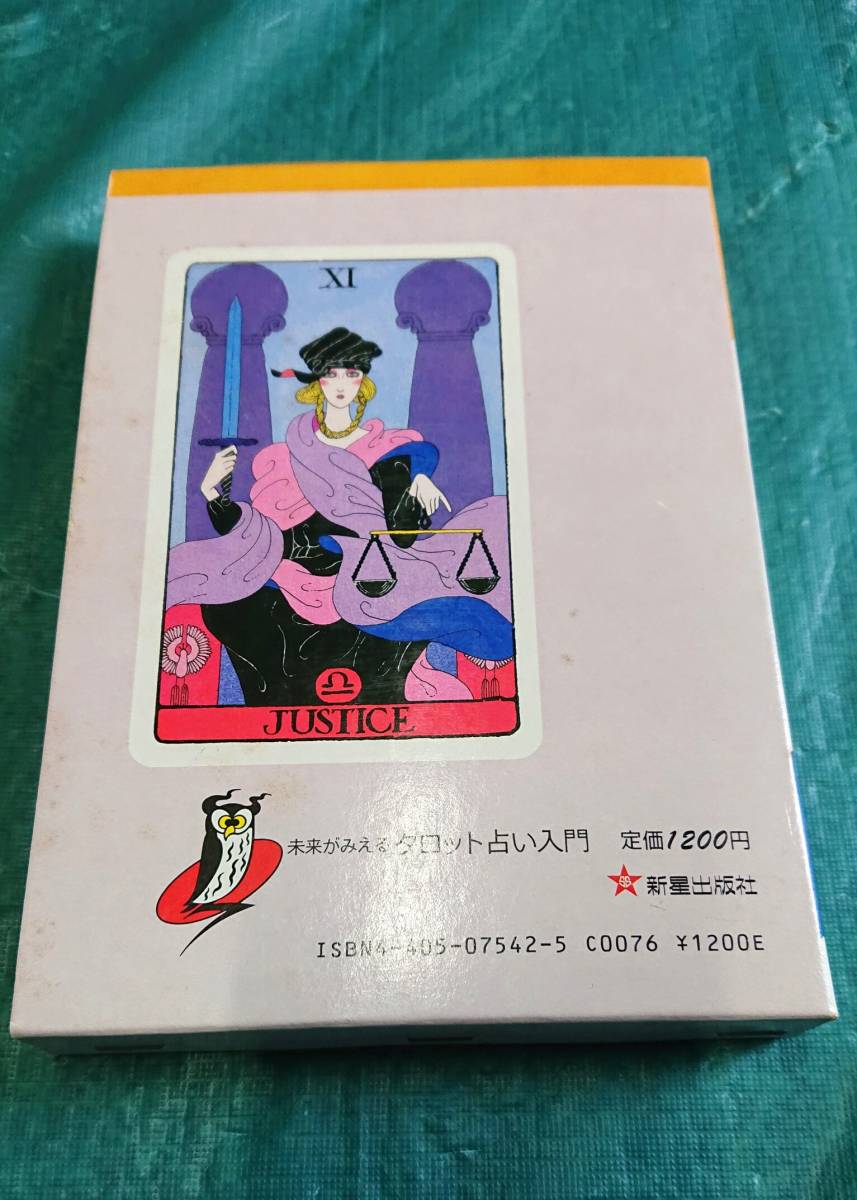 XI
JUSTICE
未来がみえるタロット占い入門 定価1200円
新星出版社
ISBN4-405-07542-5 C0076 ¥1200E